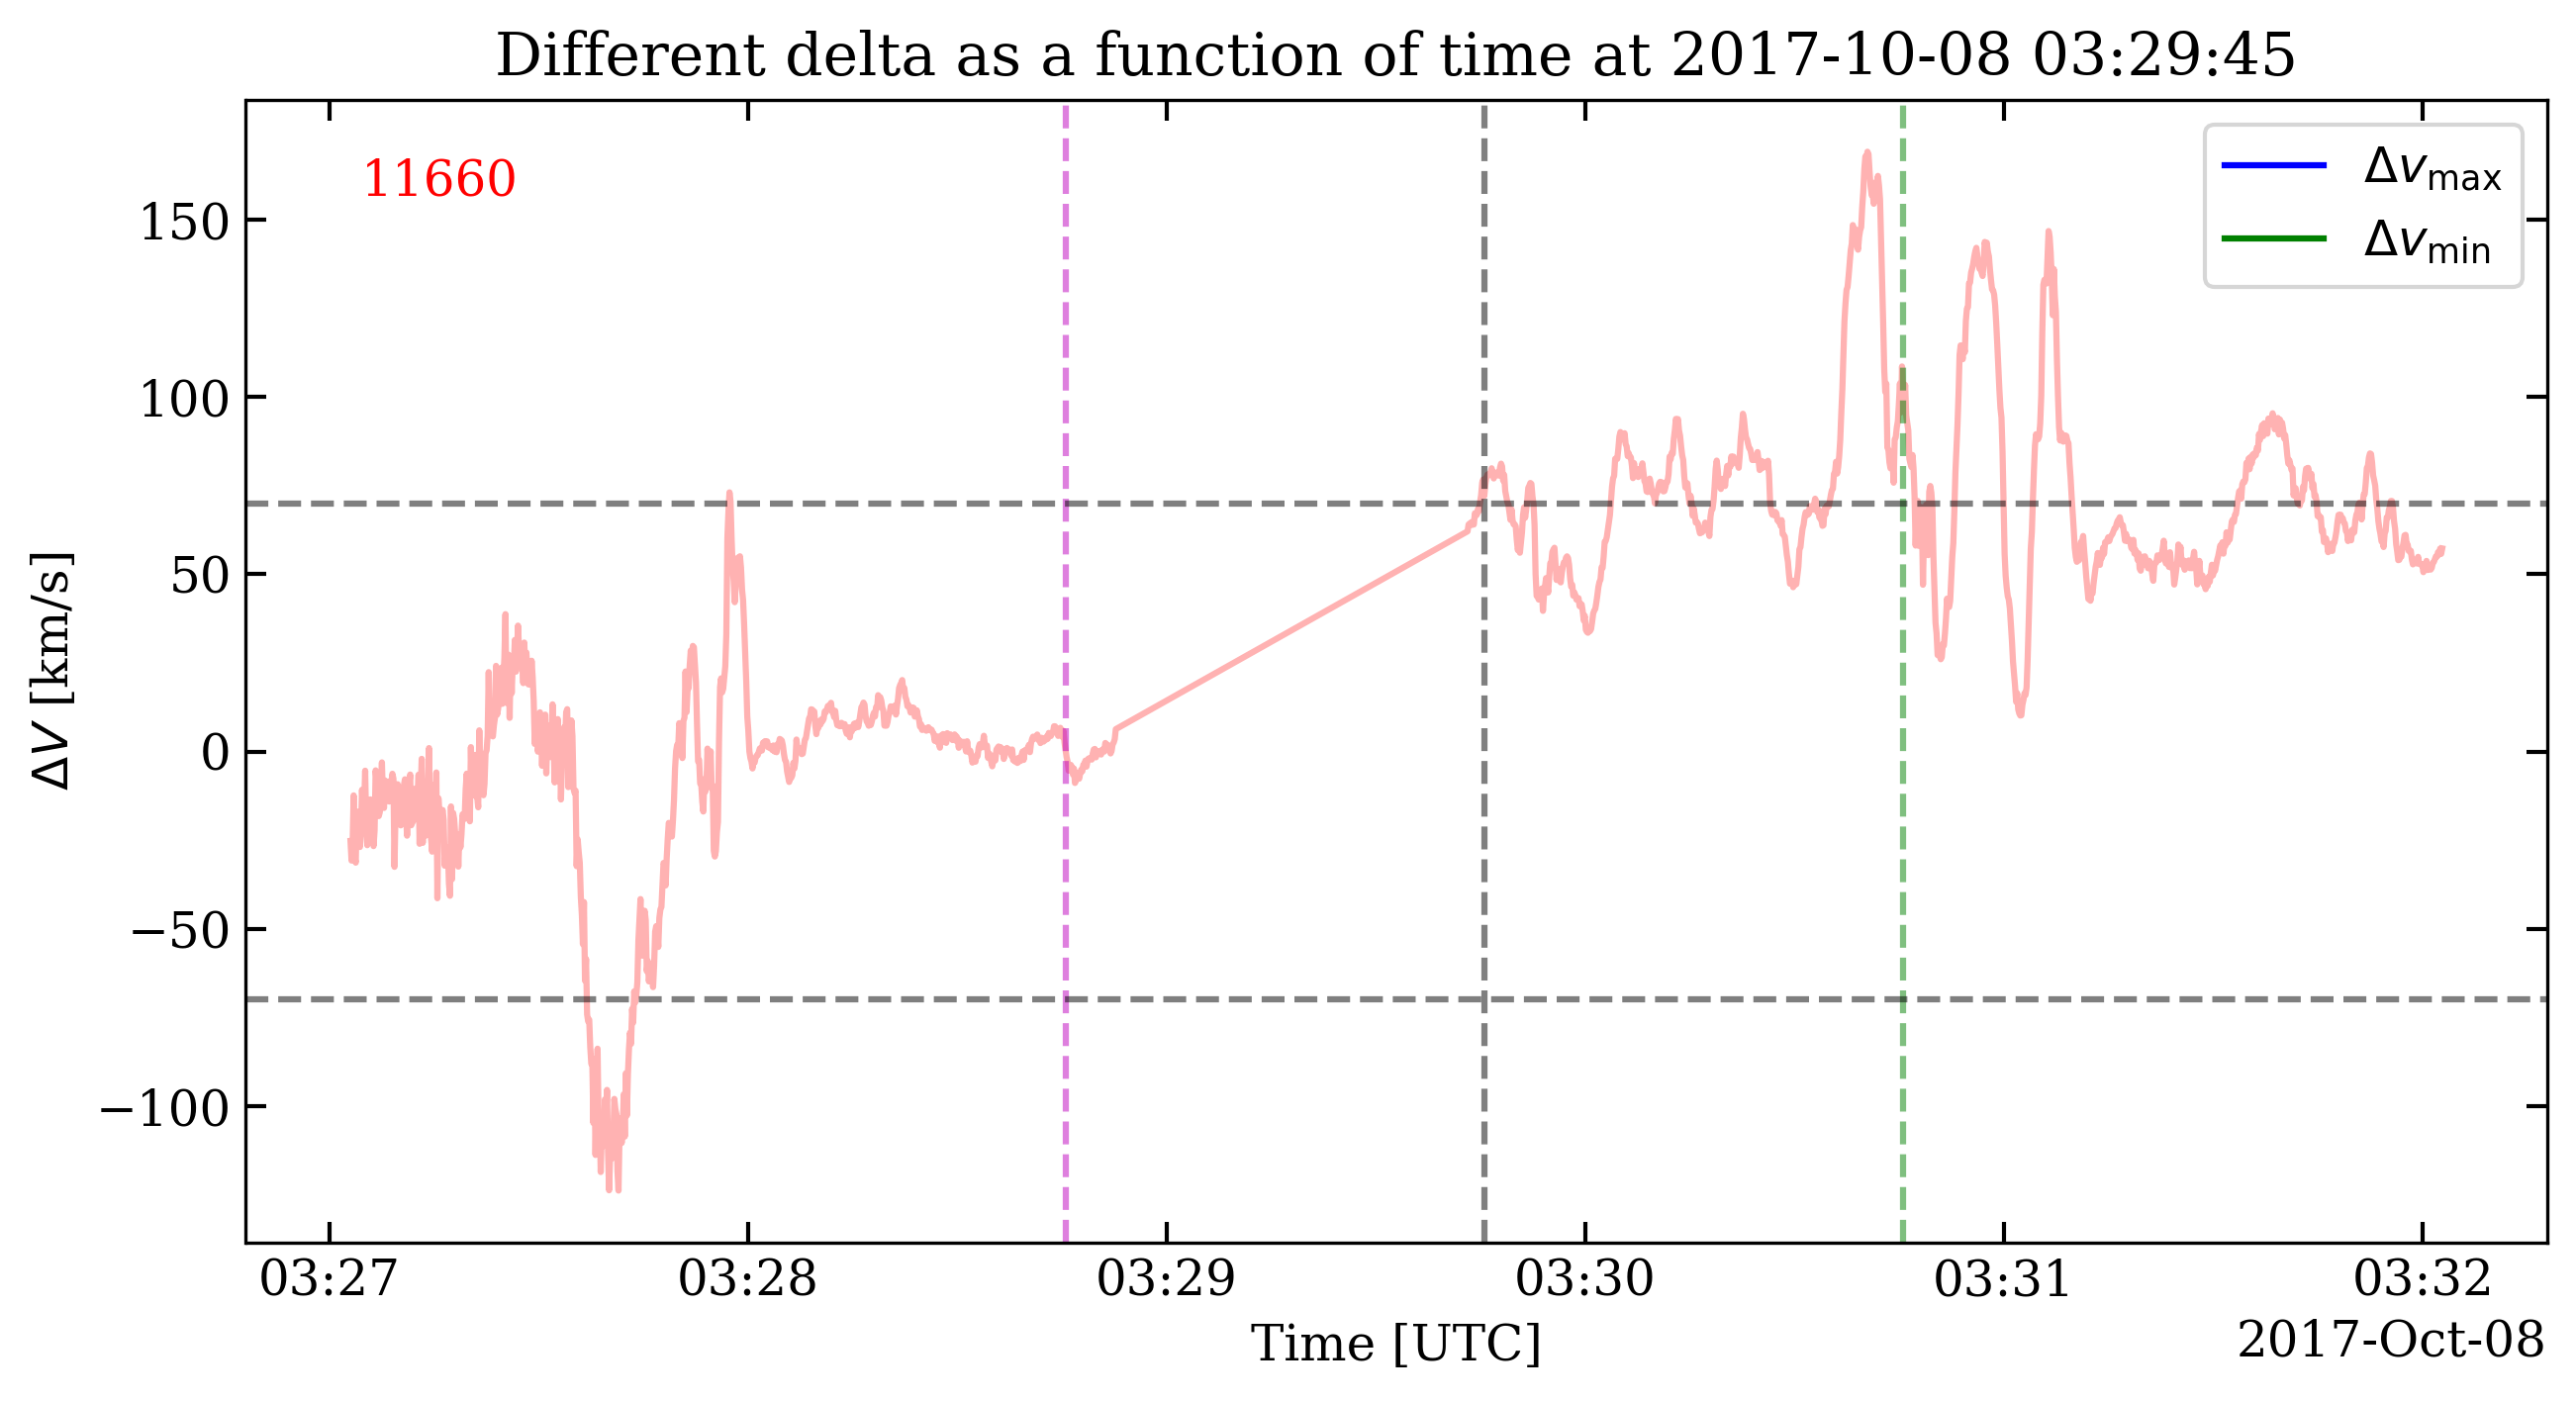 Different delta as a function of time at 2017-10-08 03:29:45
11660
Δv_max
Δv_min
150
100
50
0
−50
−100
ΔV [km/s]
03:27 03:28 03:29 03:30 03:31 03:32
Time [UTC]
2017-Oct-08